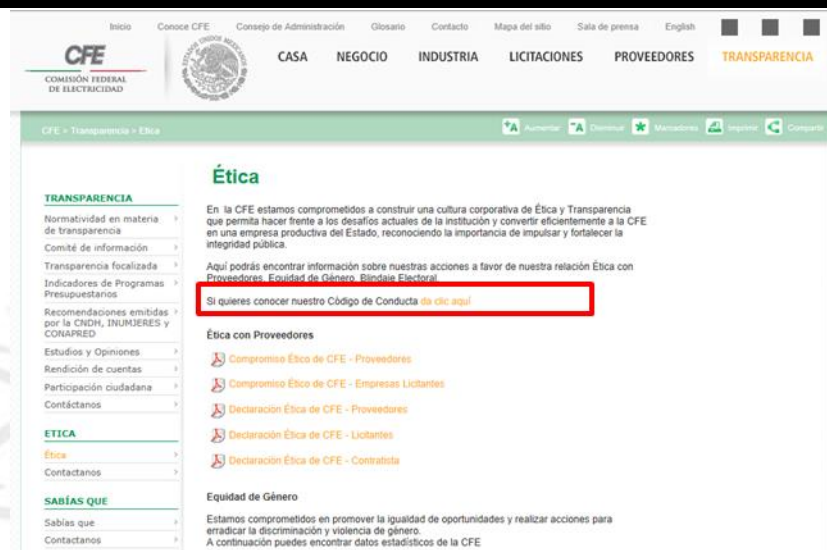 Inicio Conoce CFE Consejo de Administración Glosario Contacto Mapa del sitio Sala de prensa English
CFE
COMISIÓN FEDERAL
DE ELECTRICIDAD
ESTADOS UNIDOS MEXICANOS
CASA NEGOCIO INDUSTRIA LICITACIONES PROVEEDORES TRANSPARENCIA
CFE » Transparencia » Ética
+A Aumentar -A Disminuir Marcadores Imprimir Compartir
TRANSPARENCIA
Normatividad en materia
de transparencia
Comité de información
Transparencia focalizada
Indicadores de Programas
Presupuestarios
Recomendaciones emitidas
por la CNDH, INUMJERES y
CONAPRED
Estudios y Opiniones
Rendición de cuentas
Participación ciudadana
Contáctanos
ETICA
Ética
Contactanos
SABÍAS QUE
Sabías que
Contactanos
Ética
En la CFE estamos comprometidos a construir una cultura corporativa de Ética y Transparencia
que permita hacer frente a los desafíos actuales de la institución y convertir eficientemente a la CFE
en una empresa productiva del Estado, reconociendo la importancia de impulsar y fortalecer la
integridad pública.
Aquí podrás encontrar información sobre nuestras acciones a favor de nuestra relación Ética con
Proveedores, Equidad de Género, Blindaje Electoral.
Si quieres conocer nuestro Código de Conducta da clic aquí
Ética con Proveedores
Compromiso Ético de CFE - Proveedores
Compromiso Ético de CFE - Empresas Licitantes
Declaración Ética de CFE - Proveedores
Declaración Ética de CFE - Licitantes
Declaración Ética de CFE - Contratista
Equidad de Género
Estamos comprometidos en promover la igualdad de oportunidades y realizar acciones para
erradicar la discriminación y violencia de género.
A continuación puedes encontrar datos estadísticos de la CFE